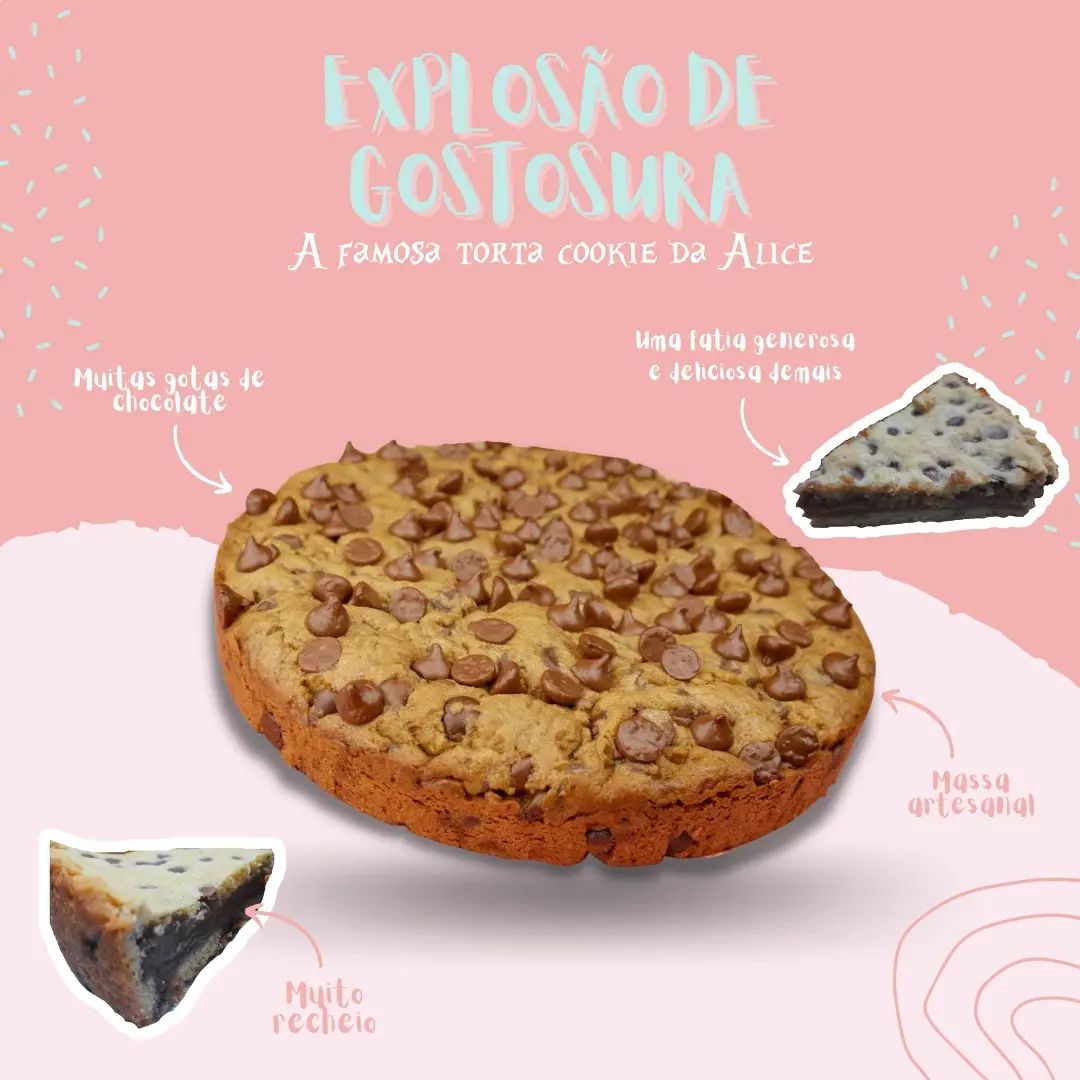 EXPLOSÃO DE
GOSTOSURA
A FAMOSA TORTA COOKIE DA ALICE
Uma fatia generosa
e deliciosa demais
Muitas gotas de
chocolate
Massa
artesanal
Muito
recheio